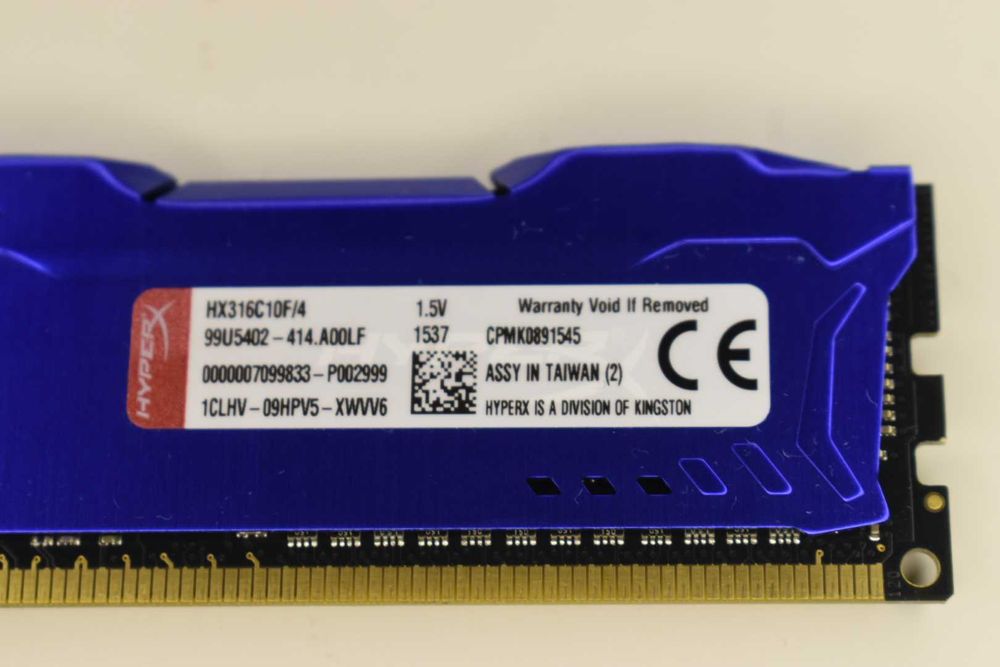 HYPERX
HX316C10F/4 1.5V Warranty Void If Removed
99U5402-414.A00LF 1537 CPMK0891545
0000007099833-P002999 ASSY IN TAIWAN (2)
1CLHV-09HPV5-XWVV6 HYPERX IS A DIVISION OF KINGSTON
CE
120